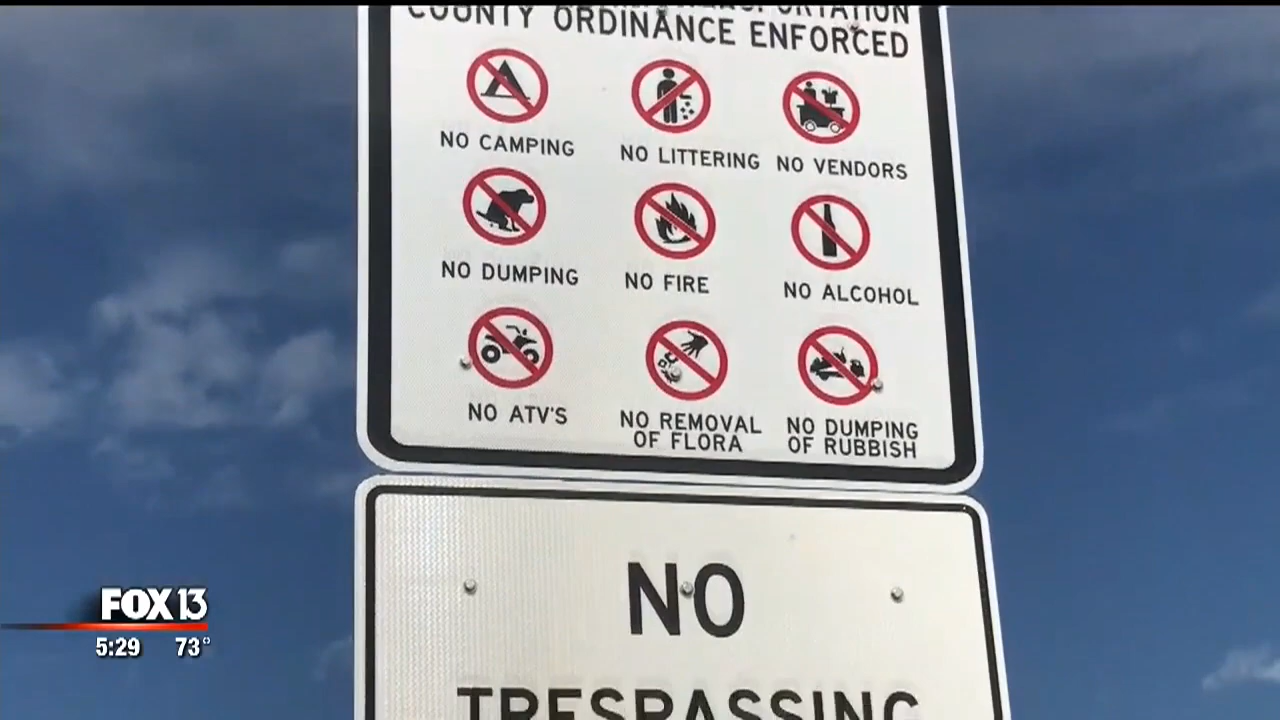 COUNTY ORDINANCE ENFORCED
NO CAMPING
NO LITTERING
NO VENDORS
NO DUMPING
NO FIRE
NO ALCOHOL
NO ATV'S
NO REMOVAL
OF FLORA
NO DUMPING
OF RUBBISH
NO
TRESPASSING
FOX 13
5:29 73°